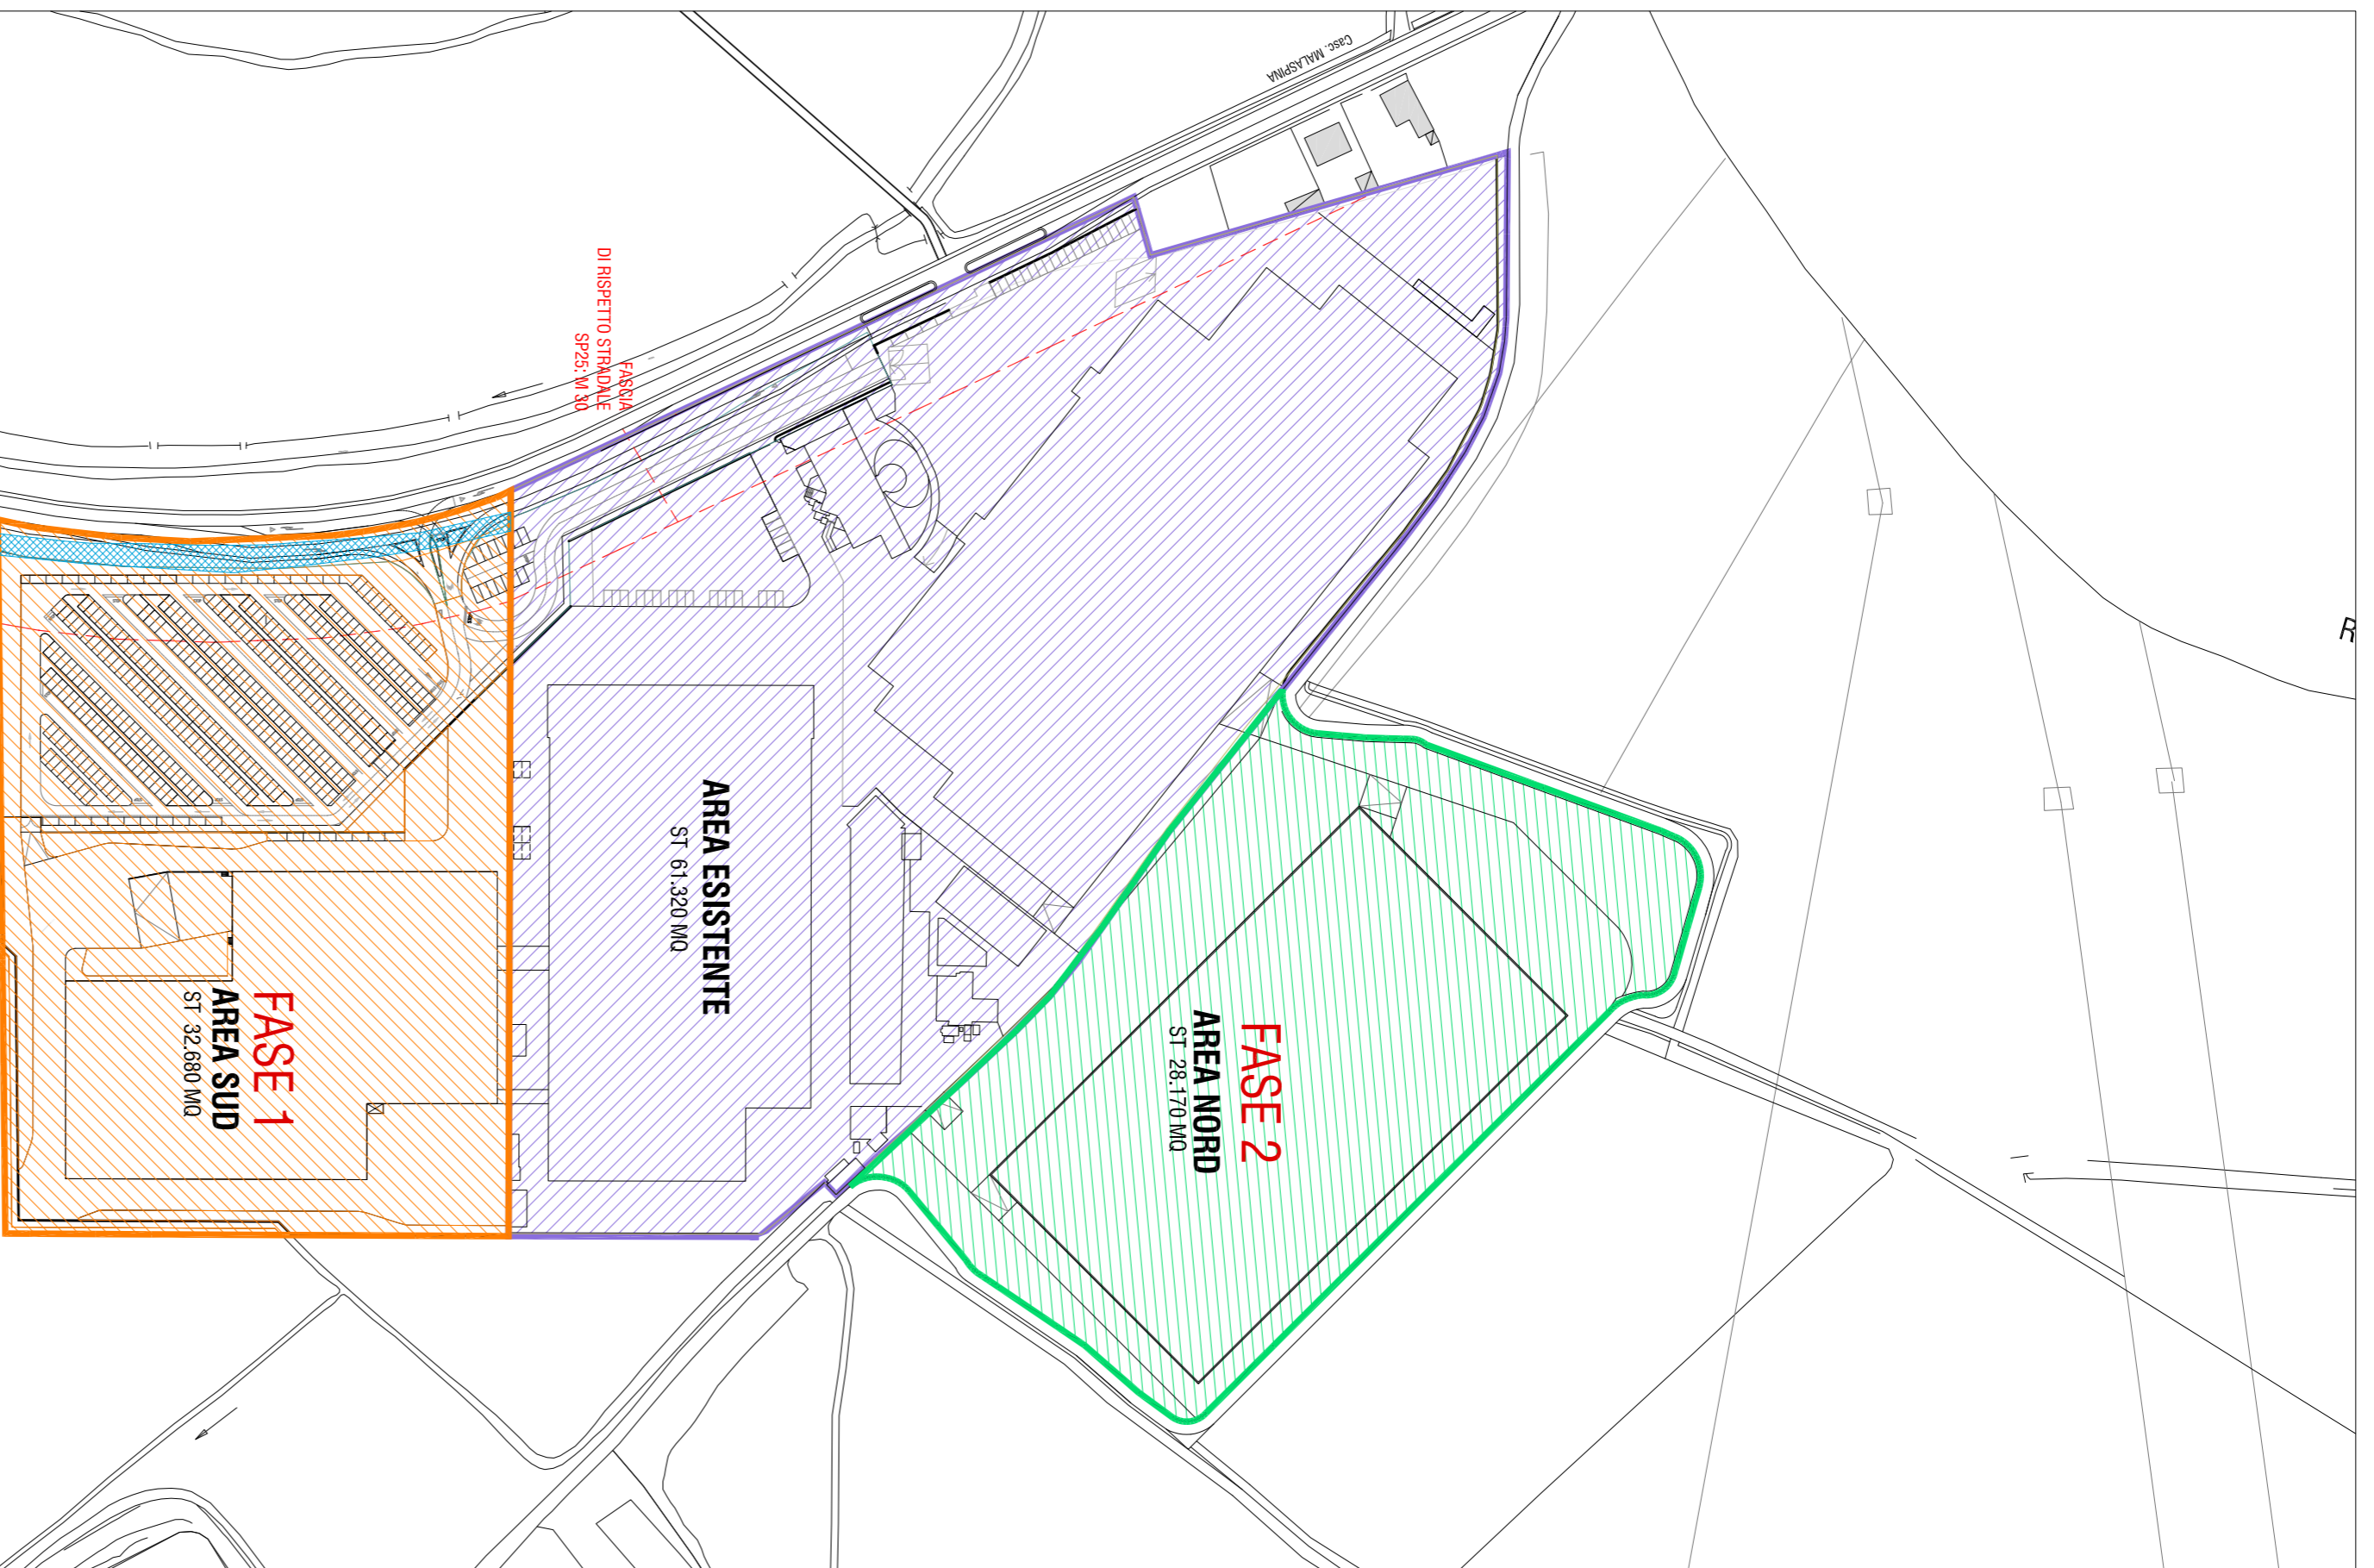 Casc. MALASPINA
FASCIA
DI RISPETTO STRADALE
SP25: M 30
R
AREA ESISTENTE
ST 61.320 MQ
FASE 1
AREA SUD
ST 32.680 MQ
FASE 2
AREA NORD
ST 28.170 MQ